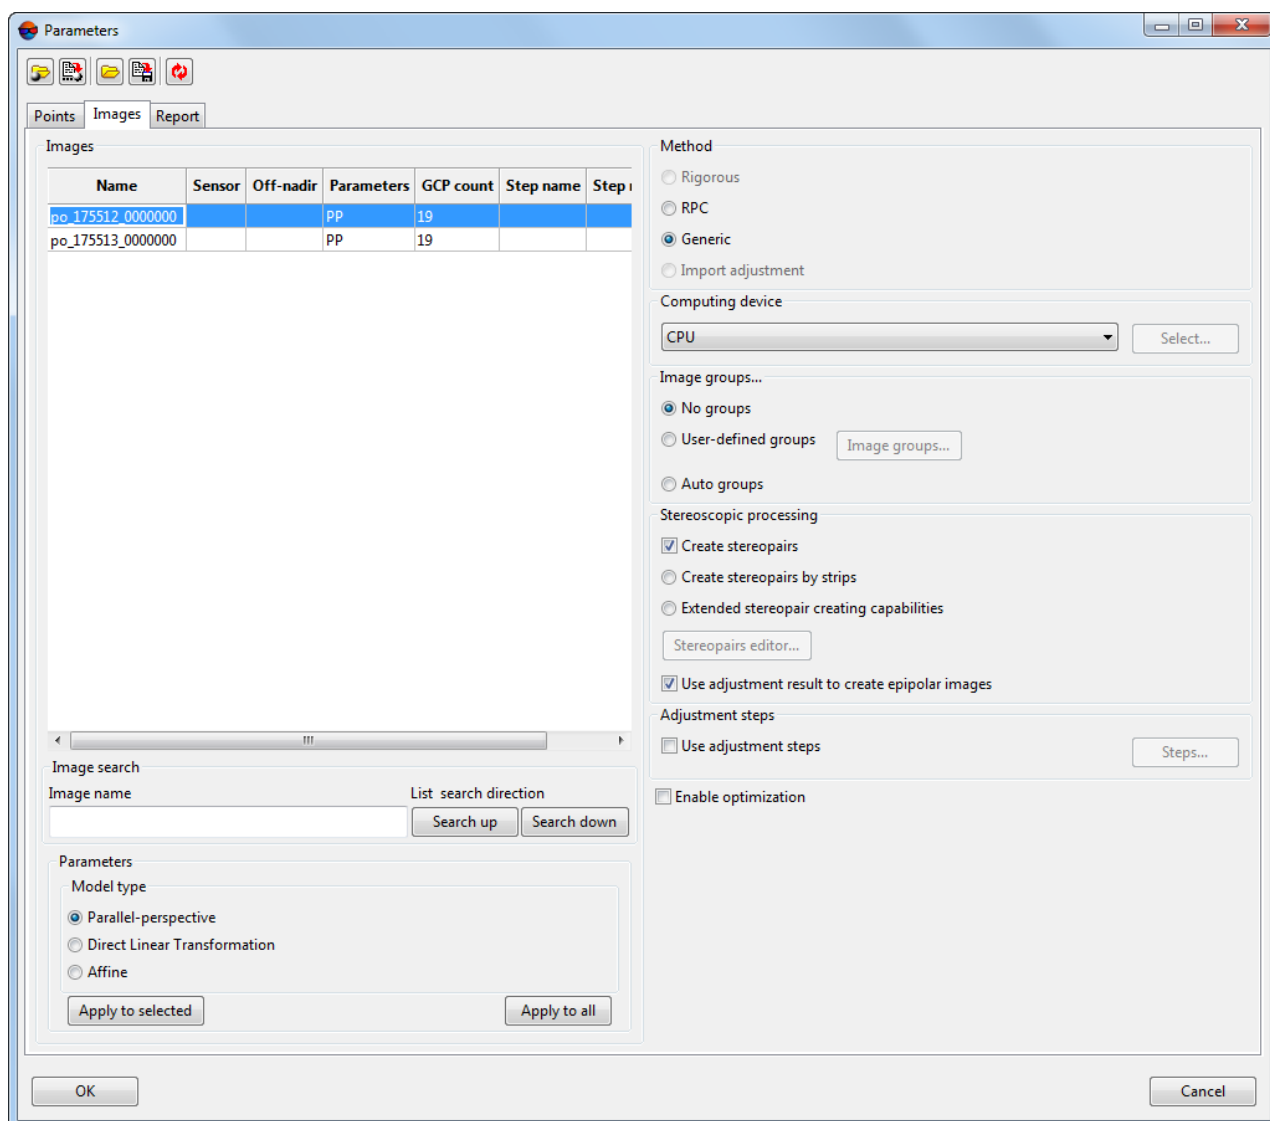 Parameters
Points Images Report
Images
Name Sensor Off-nadir Parameters GCP count Step name Step
po_175512_0000000 PP 19
po_175513_0000000 PP 19
Image search
Image name List search direction
Search up Search down
Parameters
Model type
Parallel-perspective
Direct Linear Transformation
Affine
Apply to selected Apply to all
Method
Rigorous
RPC
Generic
Import adjustment
Computing device
CPU Select...
Image groups...
No groups
User-defined groups Image groups...
Auto groups
Stereoscopic processing
Create stereopairs
Create stereopairs by strips
Extended stereopair creating capabilities
Stereopairs editor...
Use adjustment result to create epipolar images
Adjustment steps
Use adjustment steps Steps...
Enable optimization
OK Cancel